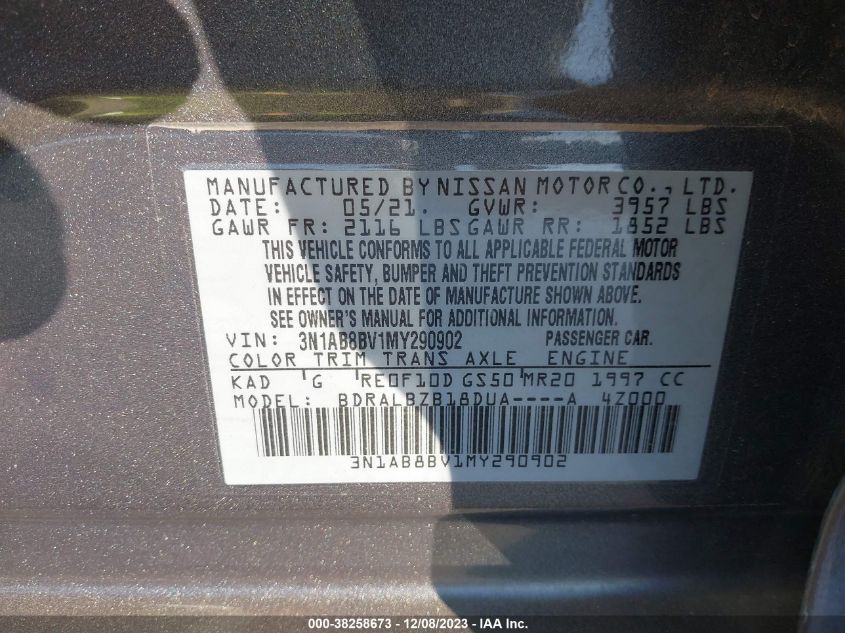 MANUFACTURED BY NISSAN MOTOR CO., LTD.
DATE: 05/21. GVWR: 3957 LBS
GAWR FR: 2116 LBS GAWR RR: 1852 LBS
THIS VEHICLE CONFORMS TO ALL APPLICABLE FEDERAL MOTOR
VEHICLE SAFETY, BUMPER AND THEFT PREVENTION STANDARDS
IN EFFECT ON THE DATE OF MANUFACTURE SHOWN ABOVE.
SEE OWNER'S MANUAL FOR ADDITIONAL INFORMATION.
VIN: 3N1AB8BV1MY290902 PASSENGER CAR.
COLOR TRIM TRANS AXLE ENGINE
KAD G RE0F10D GS50 MR20 1997 CC
MODEL: BDRALBZB18DUA----A 4Z000
3N1AB8BV1MY290902
000-38258673 - 12/08/2023 - IAA Inc.